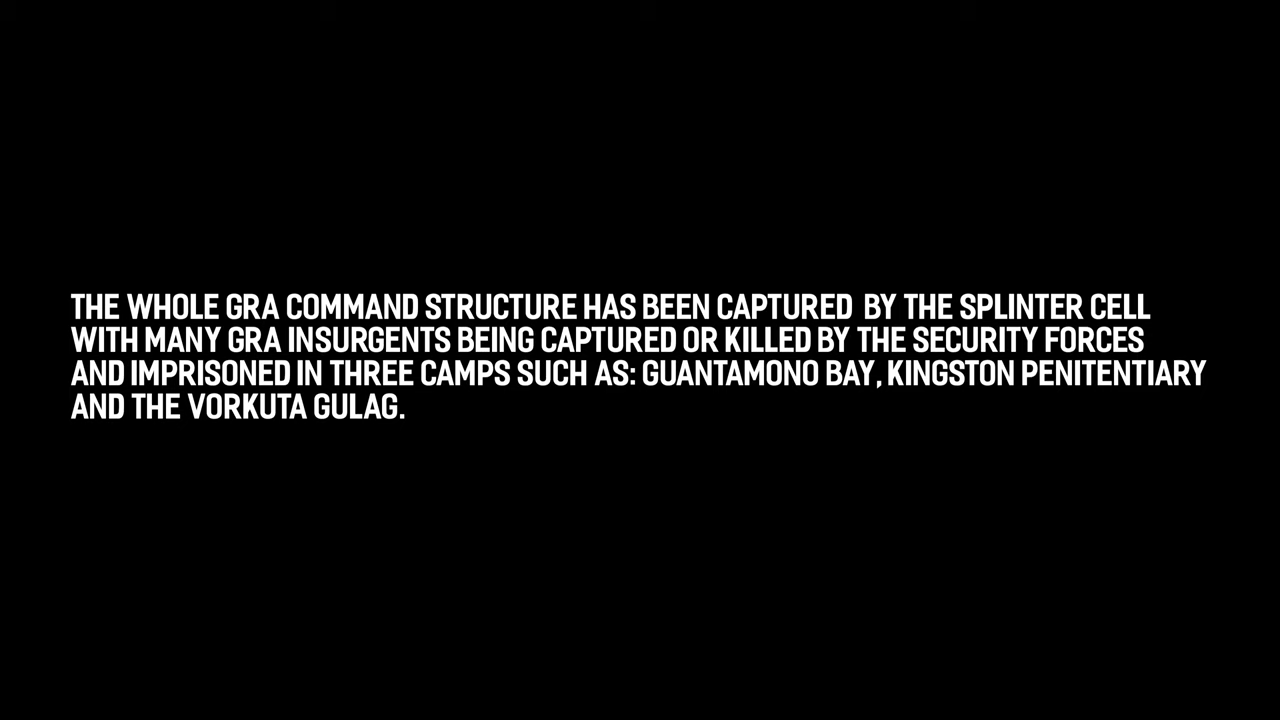 THE WHOLE GRA COMMAND STRUCTURE HAS BEEN CAPTURED BY THE SPLINTER CELL
WITH MANY GRA INSURGENTS BEING CAPTURED OR KILLED BY THE SECURITY FORCES
AND IMPRISONED IN THREE CAMPS SUCH AS: GUANTAMONO BAY, KINGSTON PENITENTIARY
AND THE VORKUTA GULAG.